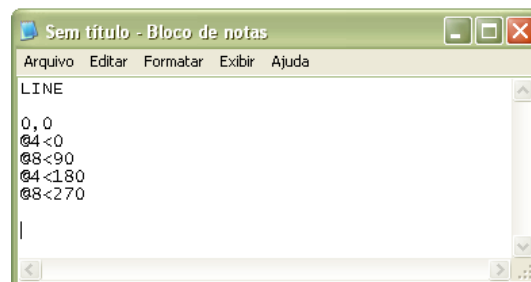 Sem título - Bloco de notas
Arquivo Editar Formatar Exibir Ajuda
LINE
0,0
@4<0
@8<90
@4<180
@8<270